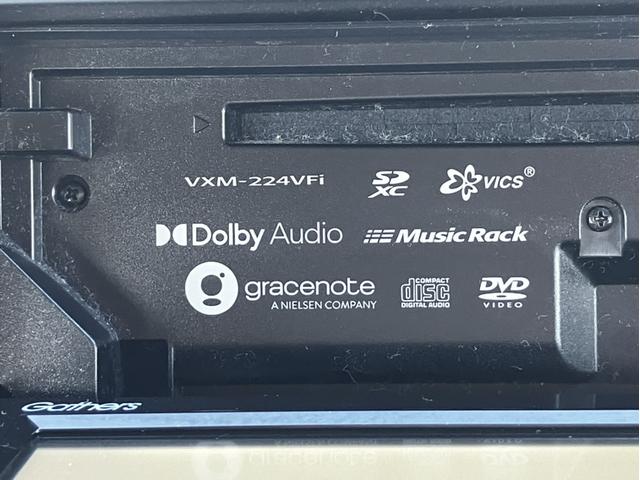 VXM-224VFi SD XC VICS®
Dolby Audio Music Rack
gracenote COMPACT disc DVD
A NIELSEN COMPANY DIGITAL AUDIO VIDEO
Gathers